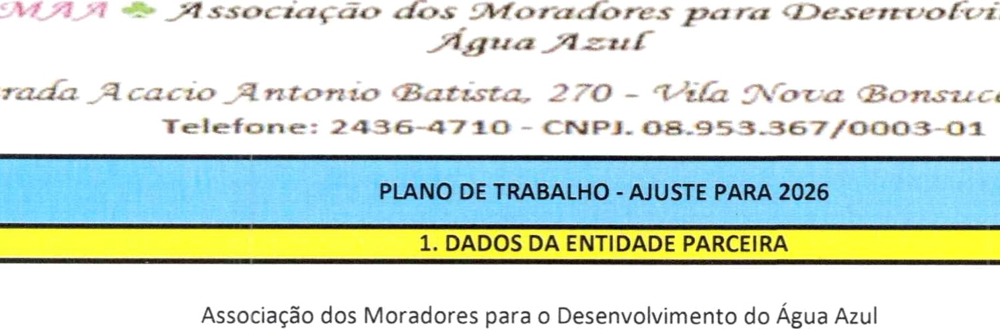 MAA Associação dos Moradores para Desenvolvi
Água Azul
rada Acacio Antonio Batista, 270 - Vila Nova Bonsuc
Telefone: 2436-4710 - CNPJ. 08.953.367/0003-01
PLANO DE TRABALHO - AJUSTE PARA 2026
1. DADOS DA ENTIDADE PARCEIRA
Associação dos Moradores para o Desenvolvimento do Água Azul